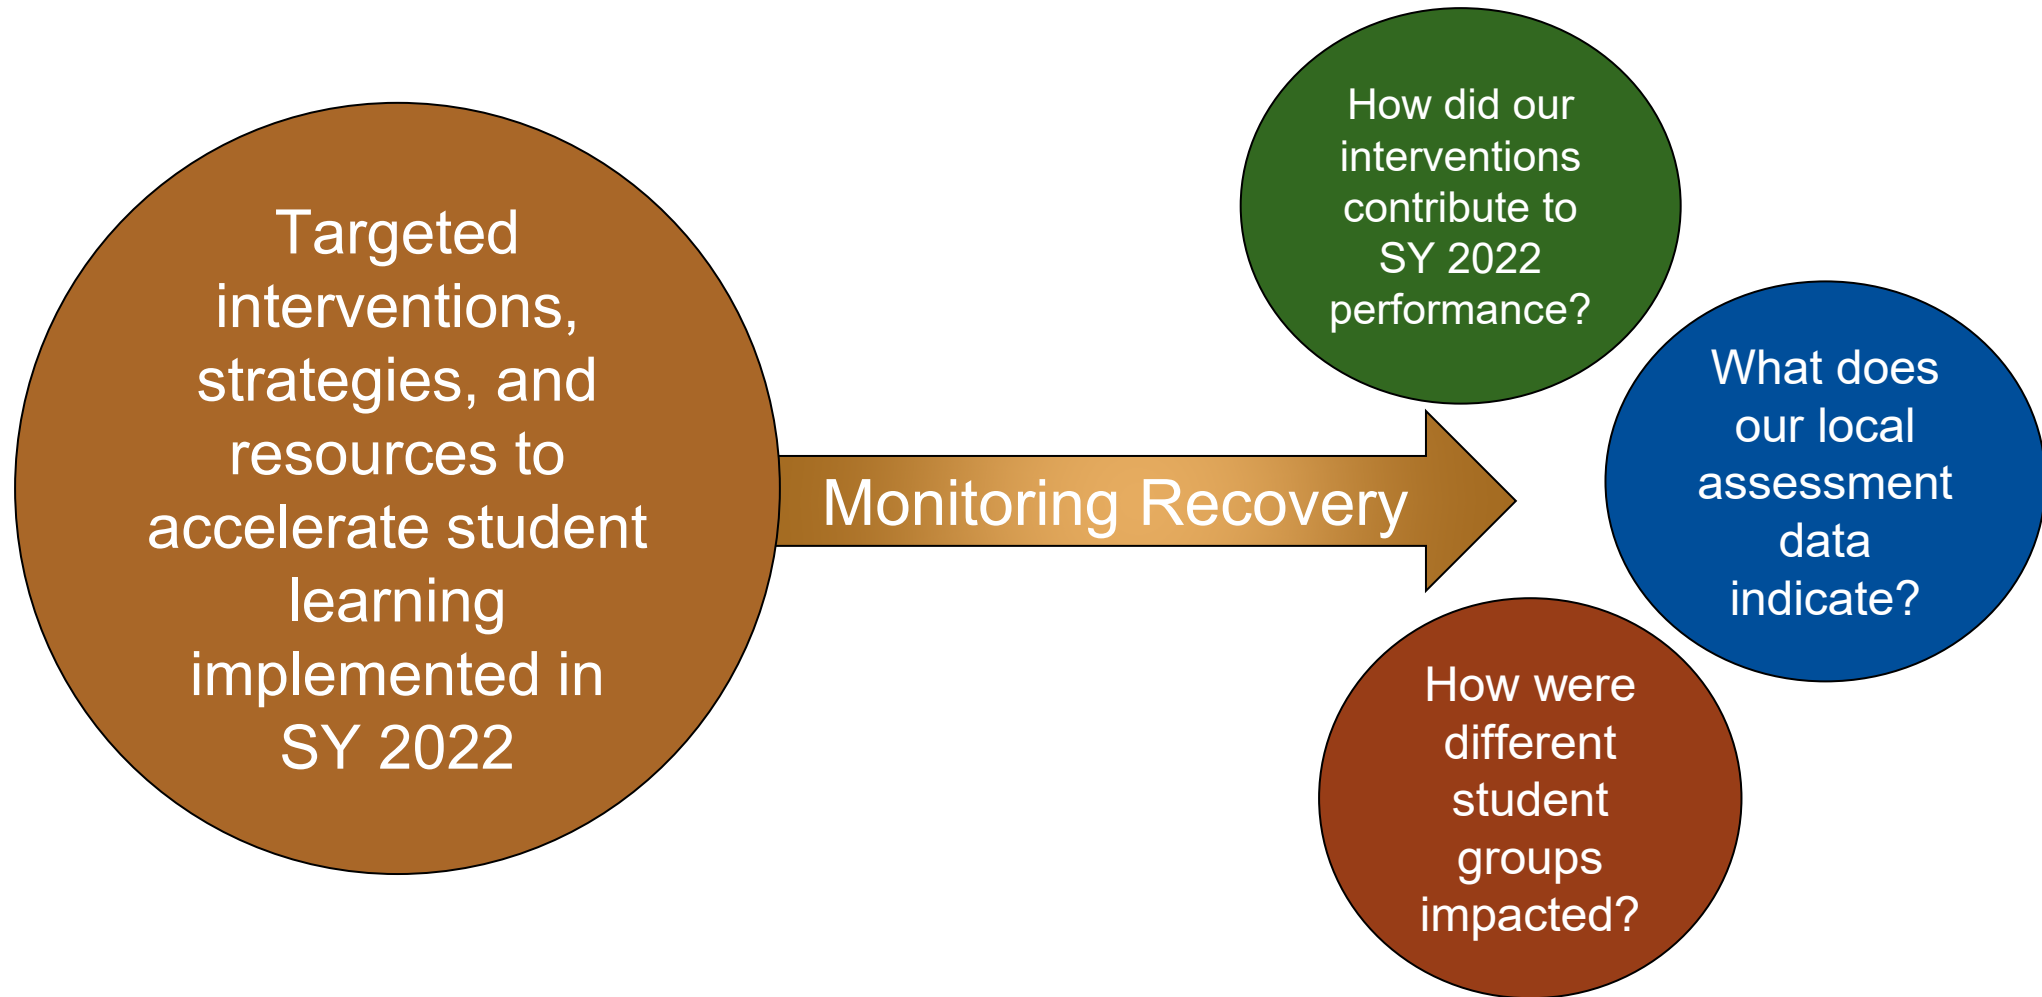 Targeted
interventions,
strategies, and
resources to
accelerate student
learning
implemented in
SY 2022
Monitoring Recovery
How did our
interventions
contribute to
SY 2022
performance?
What does
our local
assessment
data
indicate?
How were
different
student
groups
impacted?